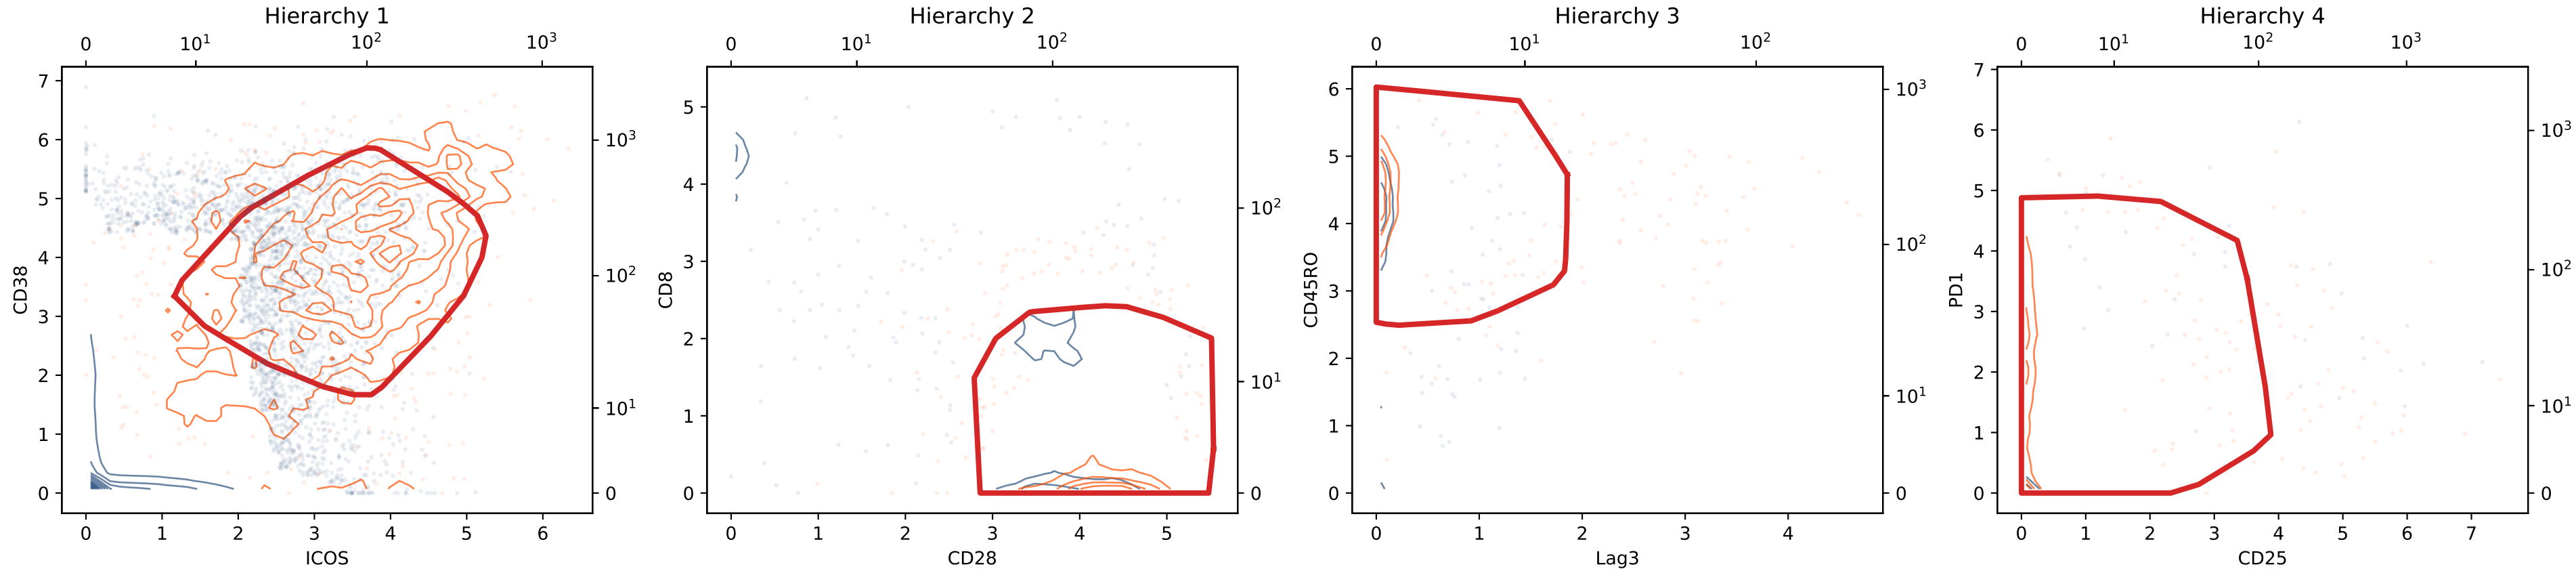 Hierarchy 1
0 10¹ 10² 10³
7
6
5
4
3
2
1
0
CD38
10³
10²
10¹
0
0 1 2 3 4 5 6
ICOS
Hierarchy 2
0 10¹ 10²
5
4
3
2
1
0
CD8
10²
10¹
0
0 1 2 3 4 5
CD28
Hierarchy 3
0 10¹ 10²
6
5
4
3
2
1
0
CD45RO
10³
10²
10¹
0
0 1 2 3 4
Lag3
Hierarchy 4
0 10¹ 10² 10³
7
6
5
4
3
2
1
0
PD1
10³
10²
10¹
0
0 1 2 3 4 5 6 7
CD25